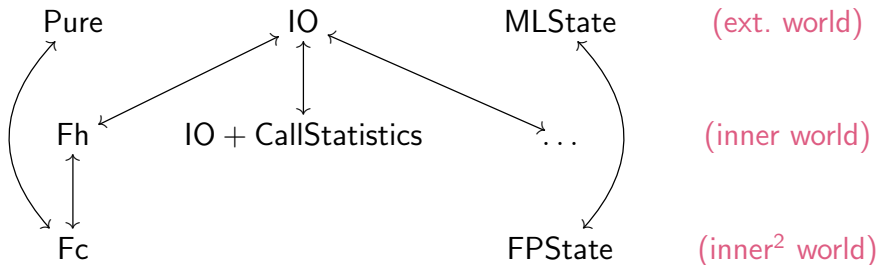 Pure IO MLState (ext. world)
Fh IO + CallStatistics ... (inner world)
Fc FPState (inner² world)